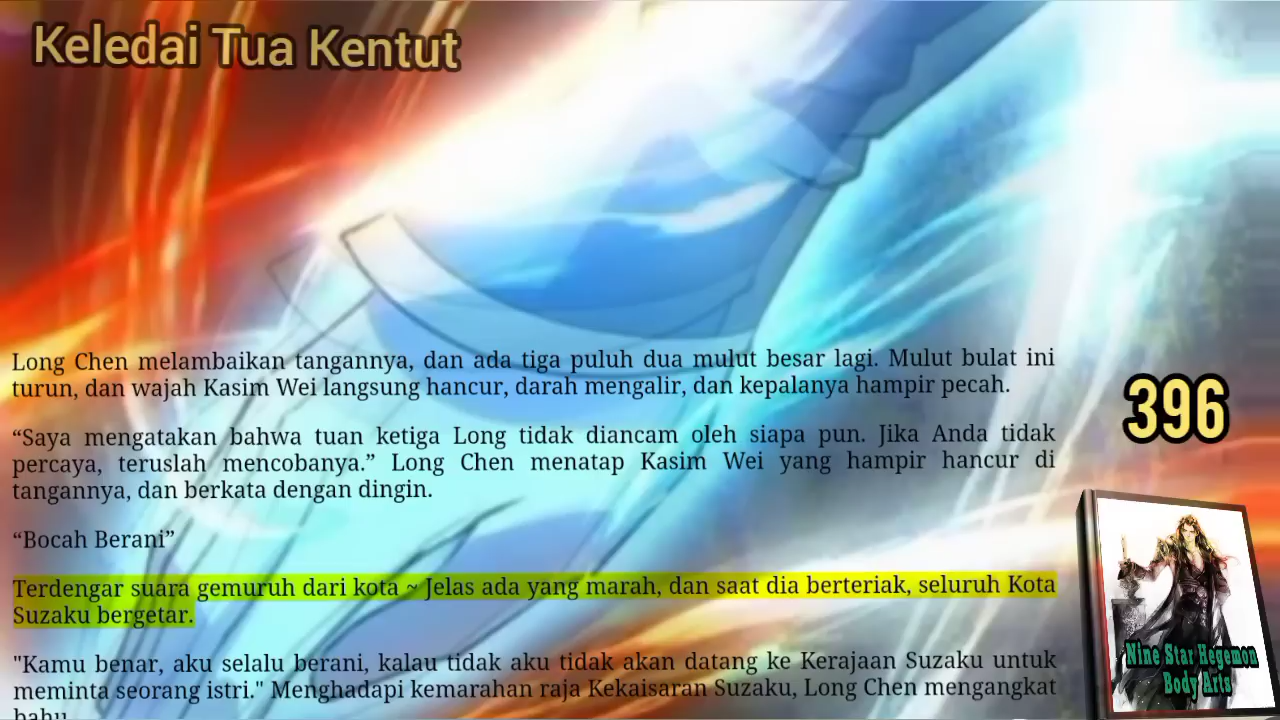 Keledai Tua Kentut
Long Chen melambaikan tangannya, dan ada tiga puluh dua mulut besar lagi. Mulut bulat ini
turun, dan wajah Kasim Wei langsung hancur, darah mengalir, dan kepalanya hampir pecah.
“Saya mengatakan bahwa tuan ketiga Long tidak diancam oleh siapa pun. Jika Anda tidak
percaya, teruslah mencobanya.” Long Chen menatap Kasim Wei yang hampir hancur di
tangannya, dan berkata dengan dingin.
“Bocah Berani”
Terdengar suara gemuruh dari kota ~ Jelas ada yang marah, dan saat dia berteriak, seluruh Kota
Suzaku bergetar.
"Kamu benar, aku selalu berani, kalau tidak aku tidak akan datang ke Kerajaan Suzaku untuk
meminta seorang istri." Menghadapi kemarahan raja Kekaisaran Suzaku, Long Chen mengangkat
bahu
396
Nine Star Hegemon
Body Arts